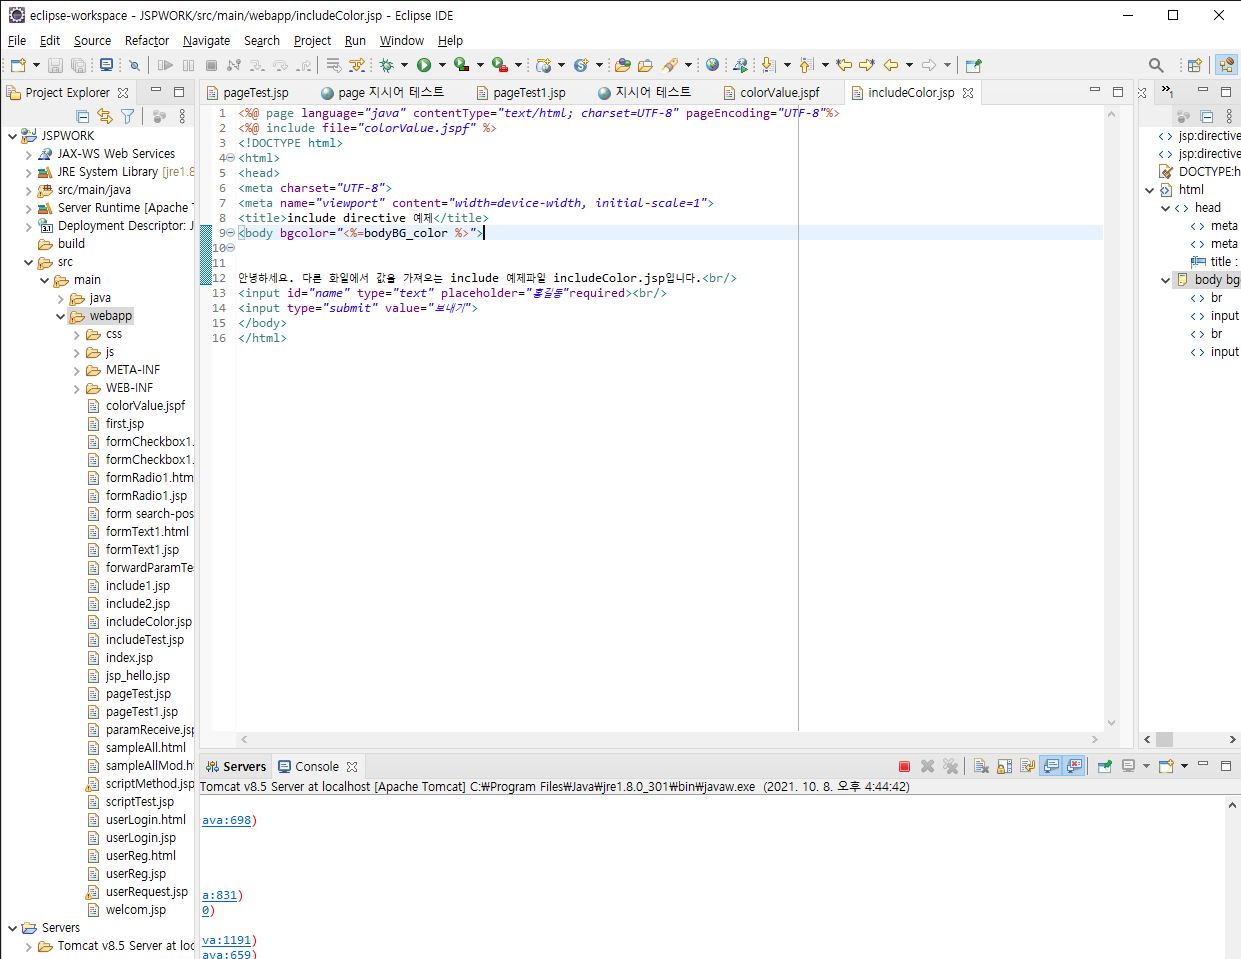 eclipse-workspace - JSPWORK/src/main/webapp/includeColor.jsp - Eclipse IDE
File Edit Source Refactor Navigate Search Project Run Window Help
Project Explorer
pageTest.jsp page 지시어 테스트 pageTest1.jsp 지시어 테스트 colorValue.jspf includeColor.jsp
JSPWORK
JAX-WS Web Services
JRE System Library [jre1.8
src/main/java
Server Runtime [Apache T
Deployment Descriptor: J
build
src
main
java
webapp
css
js
META-INF
WEB-INF
colorValue.jspf
first.jsp
formCheckbox1.
formCheckbox1.
formRadio1.htm
formRadio1.jsp
form search-pos
formText1.html
formText1.jsp
forwardParamTe
include1.jsp
include2.jsp
includeColor.jsp
includeTest.jsp
index.jsp
jsp_hello.jsp
pageTest.jsp
pageTest1.jsp
paramReceive.jsp
sampleAll.html
sampleAllMod.h
scriptMethod.jsp
scriptTest.jsp
userLogin.html
userLogin.jsp
userReg.html
userReg.jsp
userRequest.jsp
welcom.jsp
Servers
Tomcat v8.5 Server at loc
1 <%@ page language="java" contentType="text/html; charset=UTF-8" pageEncoding="UTF-8"%>
2 <%@ include file="colorValue.jspf" %>
3 <!DOCTYPE html>
4 <html>
5 <head>
6 <meta charset="UTF-8">
7 <meta name="viewport" content="width=device-width, initial-scale=1">
8 <title>include directive 예제</title>
9 <body bgcolor="<%=bodyBG_color %>">
10
11
12 안녕하세요. 다른 화일에서 값을 가져오는 include 예제파일 includeColor.jsp입니다.<br/>
13 <input id="name" type="text" placeholder="홍길동"required><br/>
14 <input type="submit" value="보내기">
15 </body>
16 </html>
jsp:directive
jsp:directive
DOCTYPE:h
html
head
meta
meta
title :
body bg
br
input
br
input
Servers Console
Tomcat v8.5 Server at localhost [Apache Tomcat] C:₩Program Files₩Java₩jre1.8.0_301₩bin₩javaw.exe (2021. 10. 8. 오후 4:44:42)
ava:698)
a:831)
0)
va:1191)
ava:659)